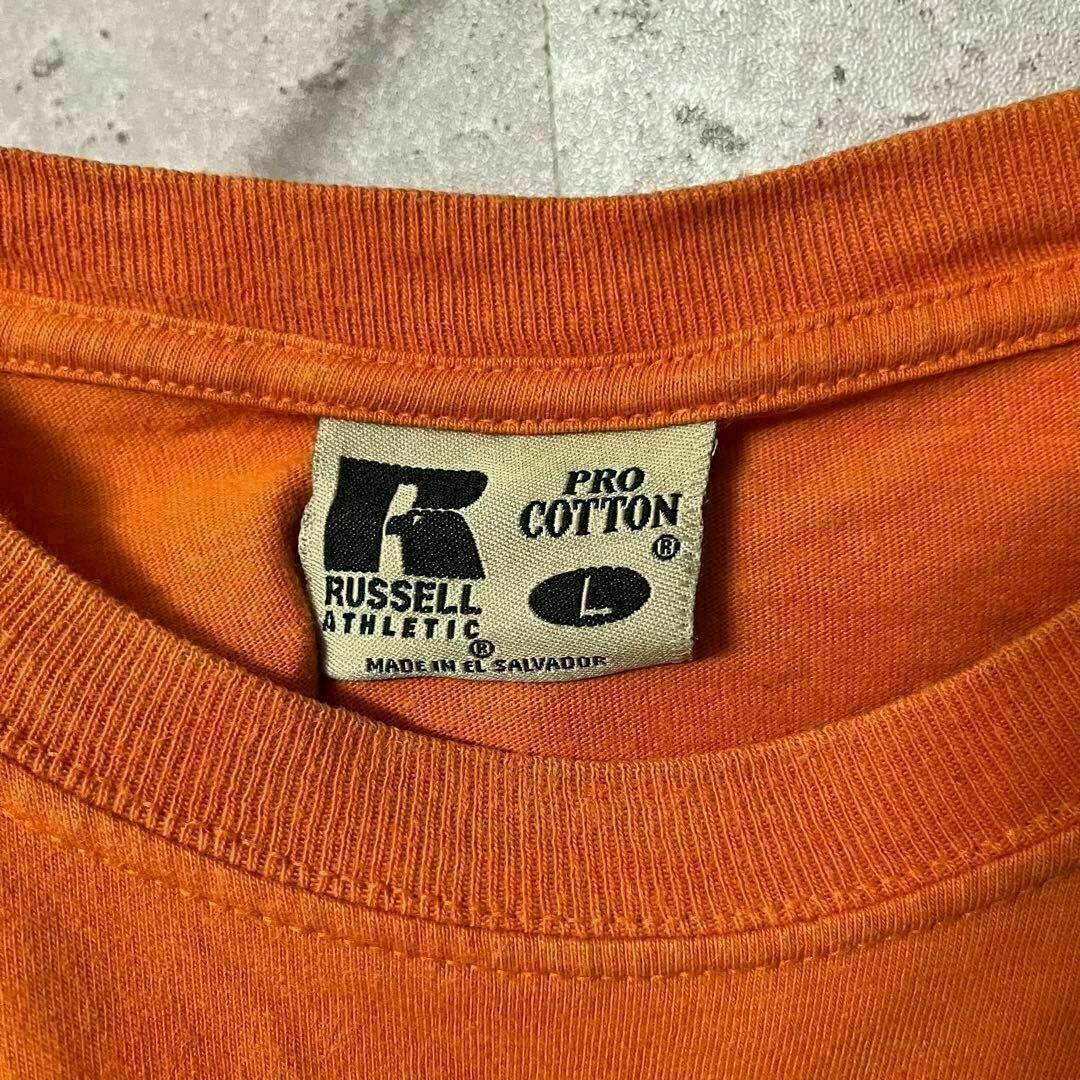 R
RUSSELL
ATHLETIC®
PRO
COTTON®
L
MADE IN EL SALVADOR